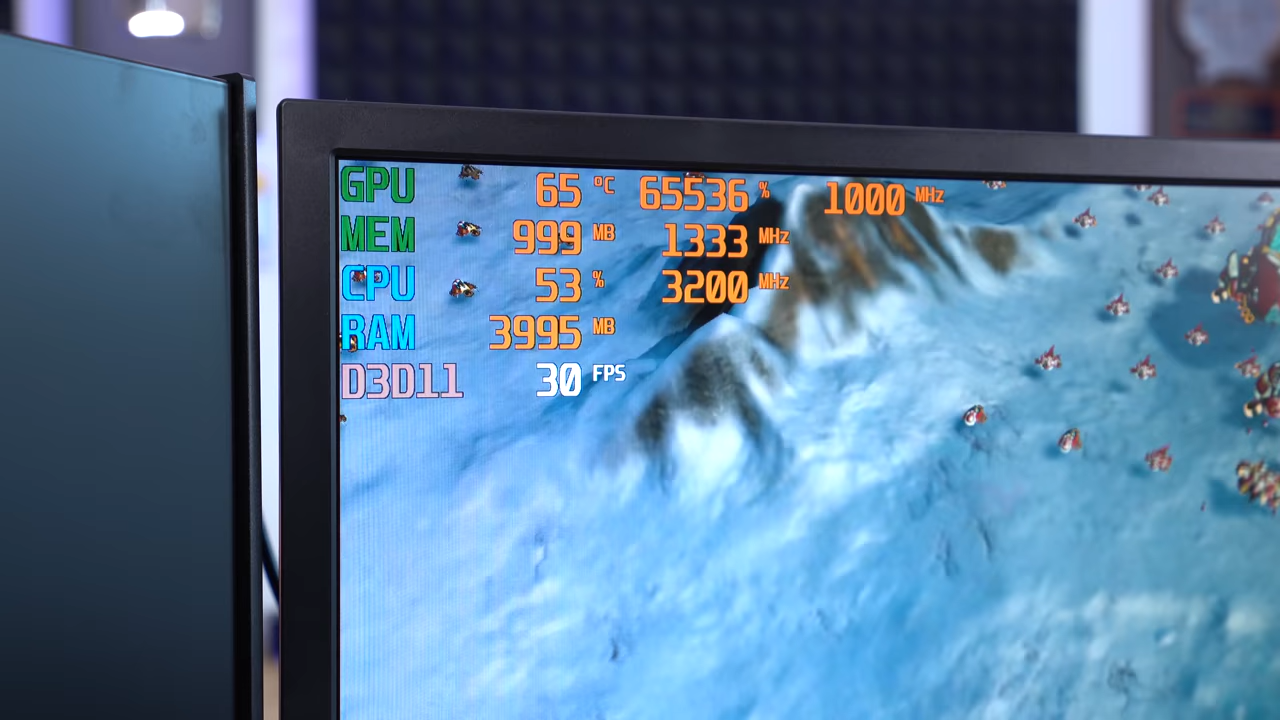 GPU 65 °C 65536 % 1000 MHz
MEM 999 MB 1333 MHz
CPU 53 % 3200 MHz
RAM 3995 MB
D3D11 30 FPS